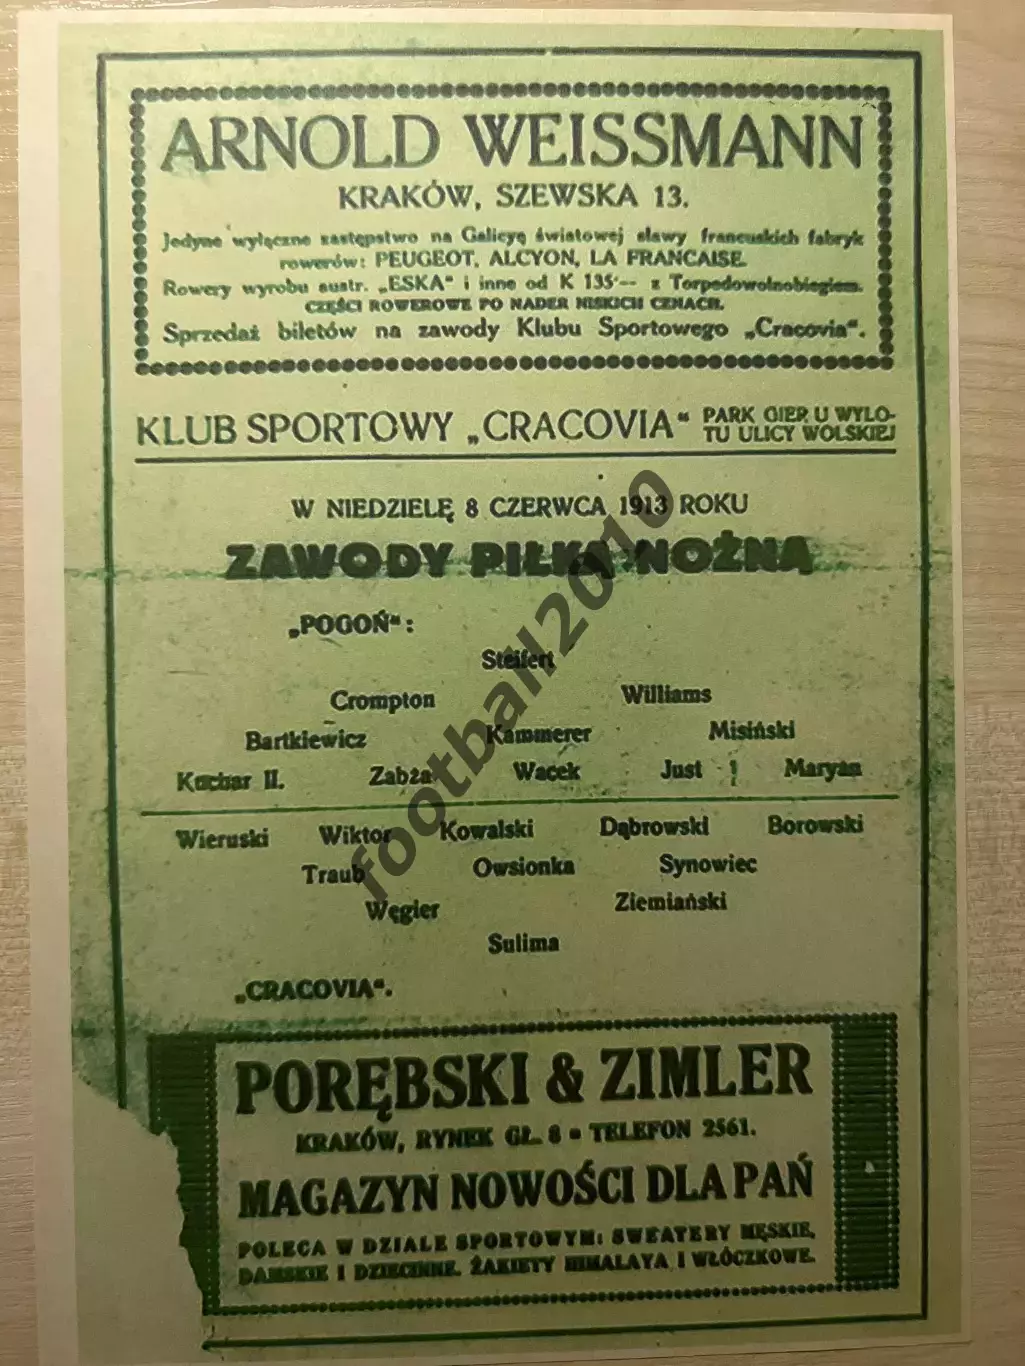 ARNOLD WEISSMANN
KRAKÓW, SZEWSKA 13.
Jedyne wyłączne zastępstwo na Galicyę światowej sławy francuskich fabryk
rowerów: PEUGEOT, ALCYON, LA FRANCAISE.
Rowery wyrobu austr. „ESKA“ i inne od K 135·— z Torpedowolnobiegiem.
CZĘŚCI ROWEROWE PO NADER NISKICH CENACH.
Sprzedaż biletów na zawody Klubu Sportowego „Cracovia“.
KLUB SPORTOWY „CRACOVIA“ PARK GIER U WYLO-
TU ULICY WOLSKIEJ
W NIEDZIELĘ 8 CZERWCA 1913 ROKU
ZAWODY PIŁKĄ NOŻNĄ
„POGOŃ“:
Steifert
Crompton Williams
Bartkiewicz Kammerer Misiński
Kuchar II. Zabża Wacek Just Maryan
Wieruski Wiktor Kowalski Dąbrowski Borowski
Traub Owsionka Synowiec
Węgier Ziemiański
Sulima
„CRACOVIA“.
PORĘBSKI & ZIMLER
KRAKÓW, RYNEK GŁ. 8 • TELEFON 2561.
MAGAZYN NOWOŚCI DLA PAŃ
POLECA W DZIALE SPORTOWYM: SWEATERY MĘSKIE,
DAMSKIE I DZIECINNE. ŻAKIETY HIMALAYA I WŁÓCZKOWE.
football2010